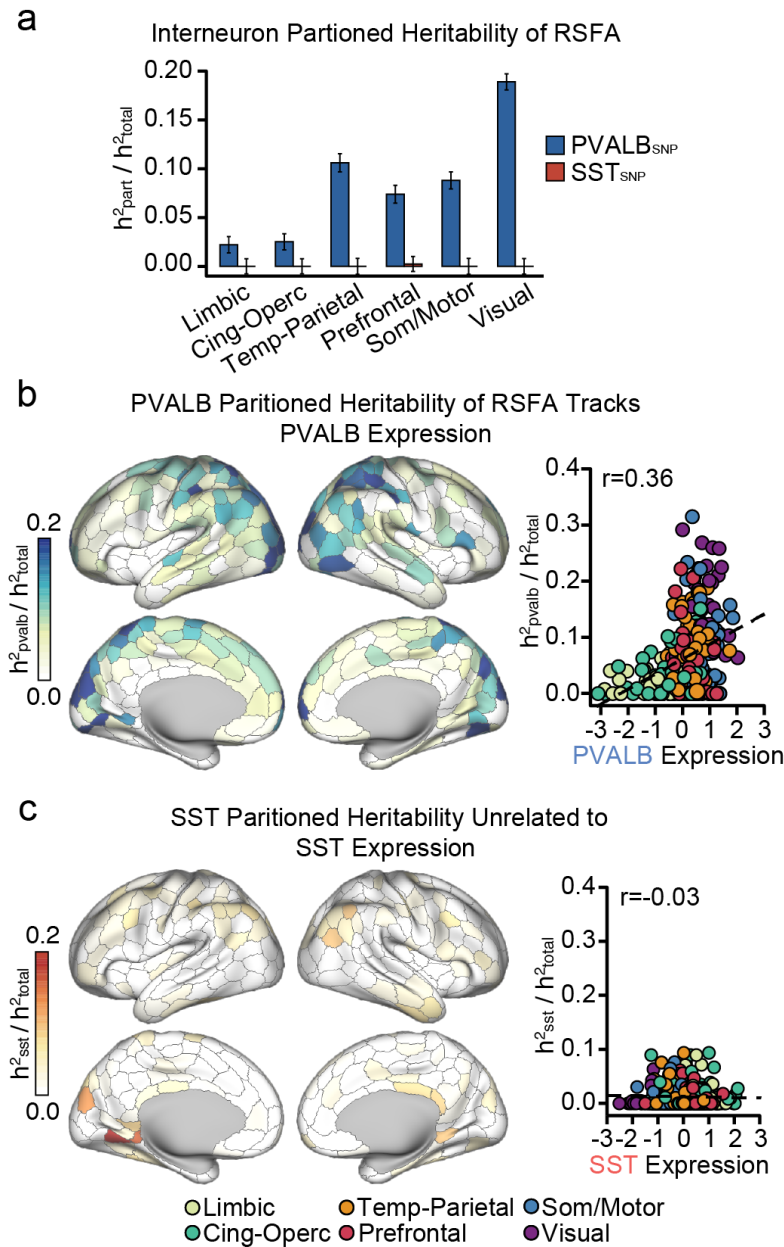 a
Interneuron Partioned Heritability of RSFA
h²part / h²total
0.20
0.15
0.10
0.05
0.00
PVALBSNP
SSTSNP
Limbic
Cing-Operc
Temp-Parietal
Prefrontal
Som/Motor
Visual
b
PVALB Paritioned Heritability of RSFA Tracks
PVALB Expression
0.2
h²pvalb / h²total
0.0
r=0.36
h²pvalb / h²total
0.4
0.3
0.2
0.1
0.0
-3 -2 -1 0 1 2 3
PVALB Expression
c
SST Paritioned Heritability Unrelated to
SST Expression
0.2
h²sst / h²total
0.0
r=-0.03
h²sst / h²total
0.4
0.3
0.2
0.1
0.0
-3 -2 -1 0 1 2 3
SST Expression
Limbic Temp-Parietal Som/Motor
Cing-Operc Prefrontal Visual